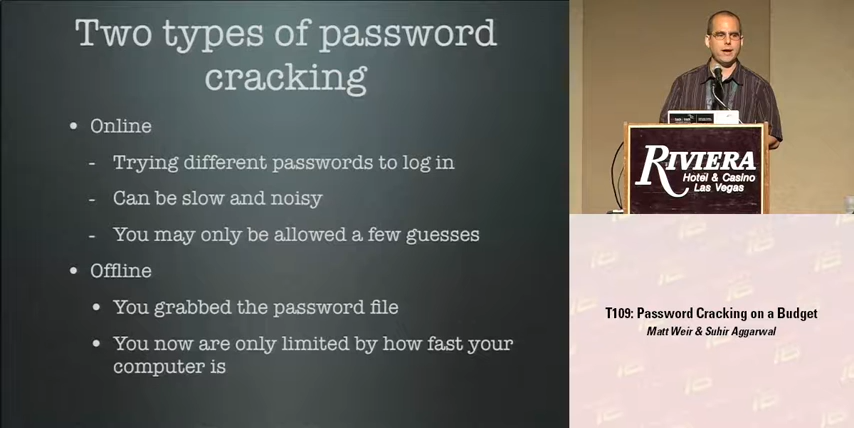 Two types of password
cracking
• Online
- Trying different passwords to log in
- Can be slow and noisy
- You may only be allowed a few guesses
• Offline
• You grabbed the password file
• You now are only limited by how fast your
computer is
RIVIERA
Hotel & Casino
Las Vegas
T109: Password Cracking on a Budget
Matt Weir & Suhir Aggarwal